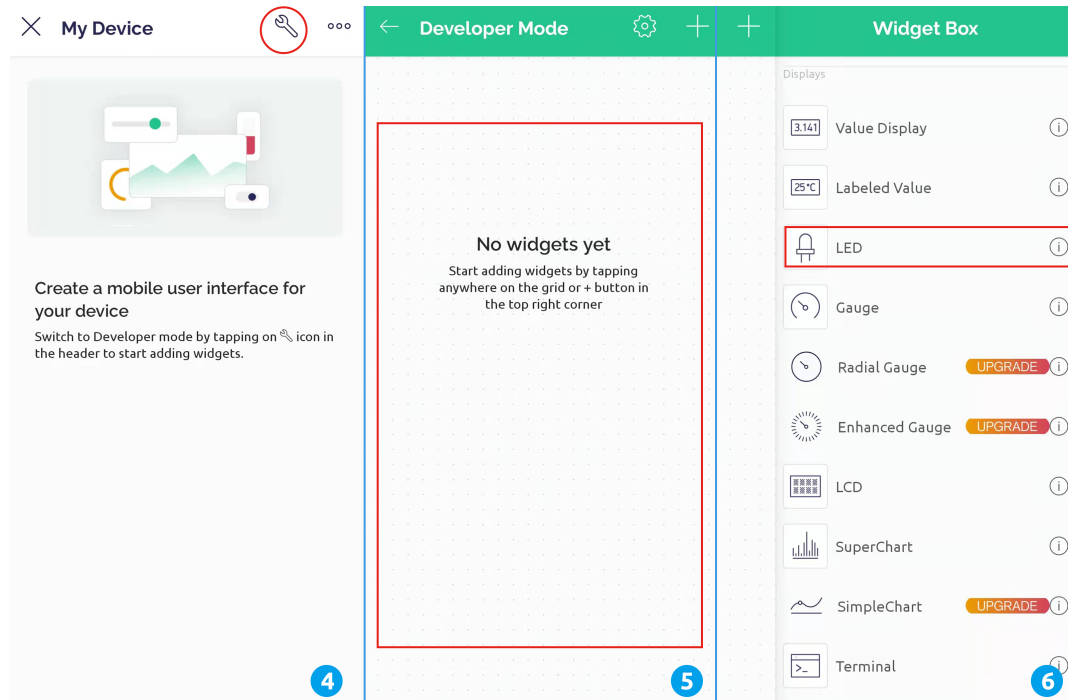 My Device
Create a mobile user interface for
your device
Switch to Developer mode by tapping on icon in
the header to start adding widgets.
4
Developer Mode
No widgets yet
Start adding widgets by tapping
anywhere on the grid or + button in
the top right corner
5
Widget Box
Displays
3.141 Value Display
25°C Labeled Value
LED
Gauge
Radial Gauge UPGRADE
Enhanced Gauge UPGRADE
LCD
SuperChart
SimpleChart UPGRADE
Terminal
6